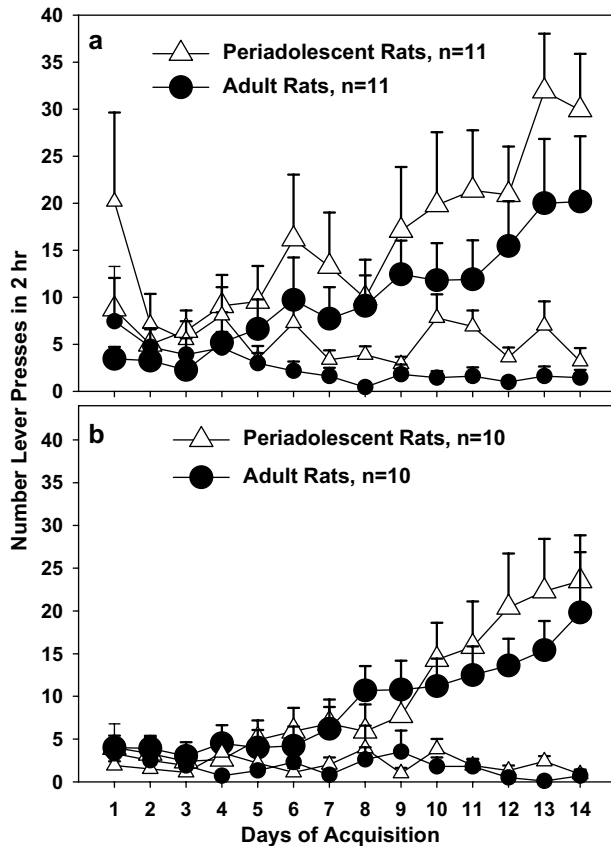 a
Periadolescent Rats, n=11
Adult Rats, n=11
40
35
30
25
20
15
10
5
0
b
Periadolescent Rats, n=10
Adult Rats, n=10
40
35
30
25
20
15
10
5
0
Number Lever Presses in 2 hr
1 2 3 4 5 6 7 8 9 10 11 12 13 14
Days of Acquisition